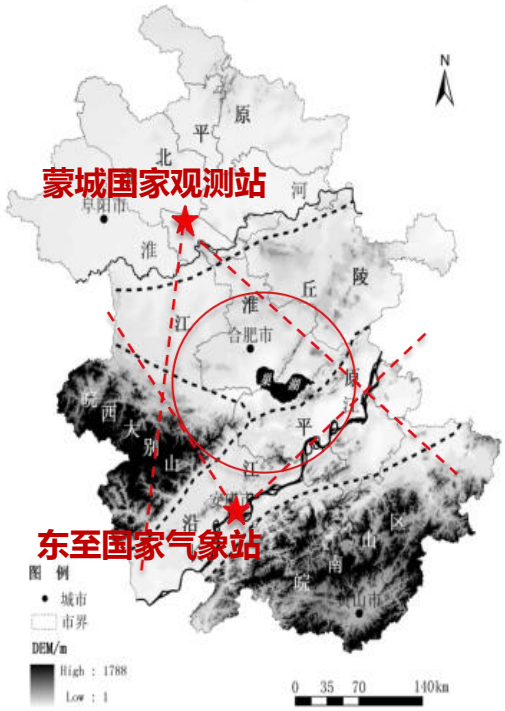 N
原
平
北
蒙城国家观测站
河
阜阳市
淮
陵
丘
淮
江
合肥市
巢
湖
原
江
皖西大别山
平
江
沿
区
山
南
皖
东至国家气象站
黄山市
图 例
城市
市界
DEM/m
High : 1788
Low : 1
0 35 70 140km